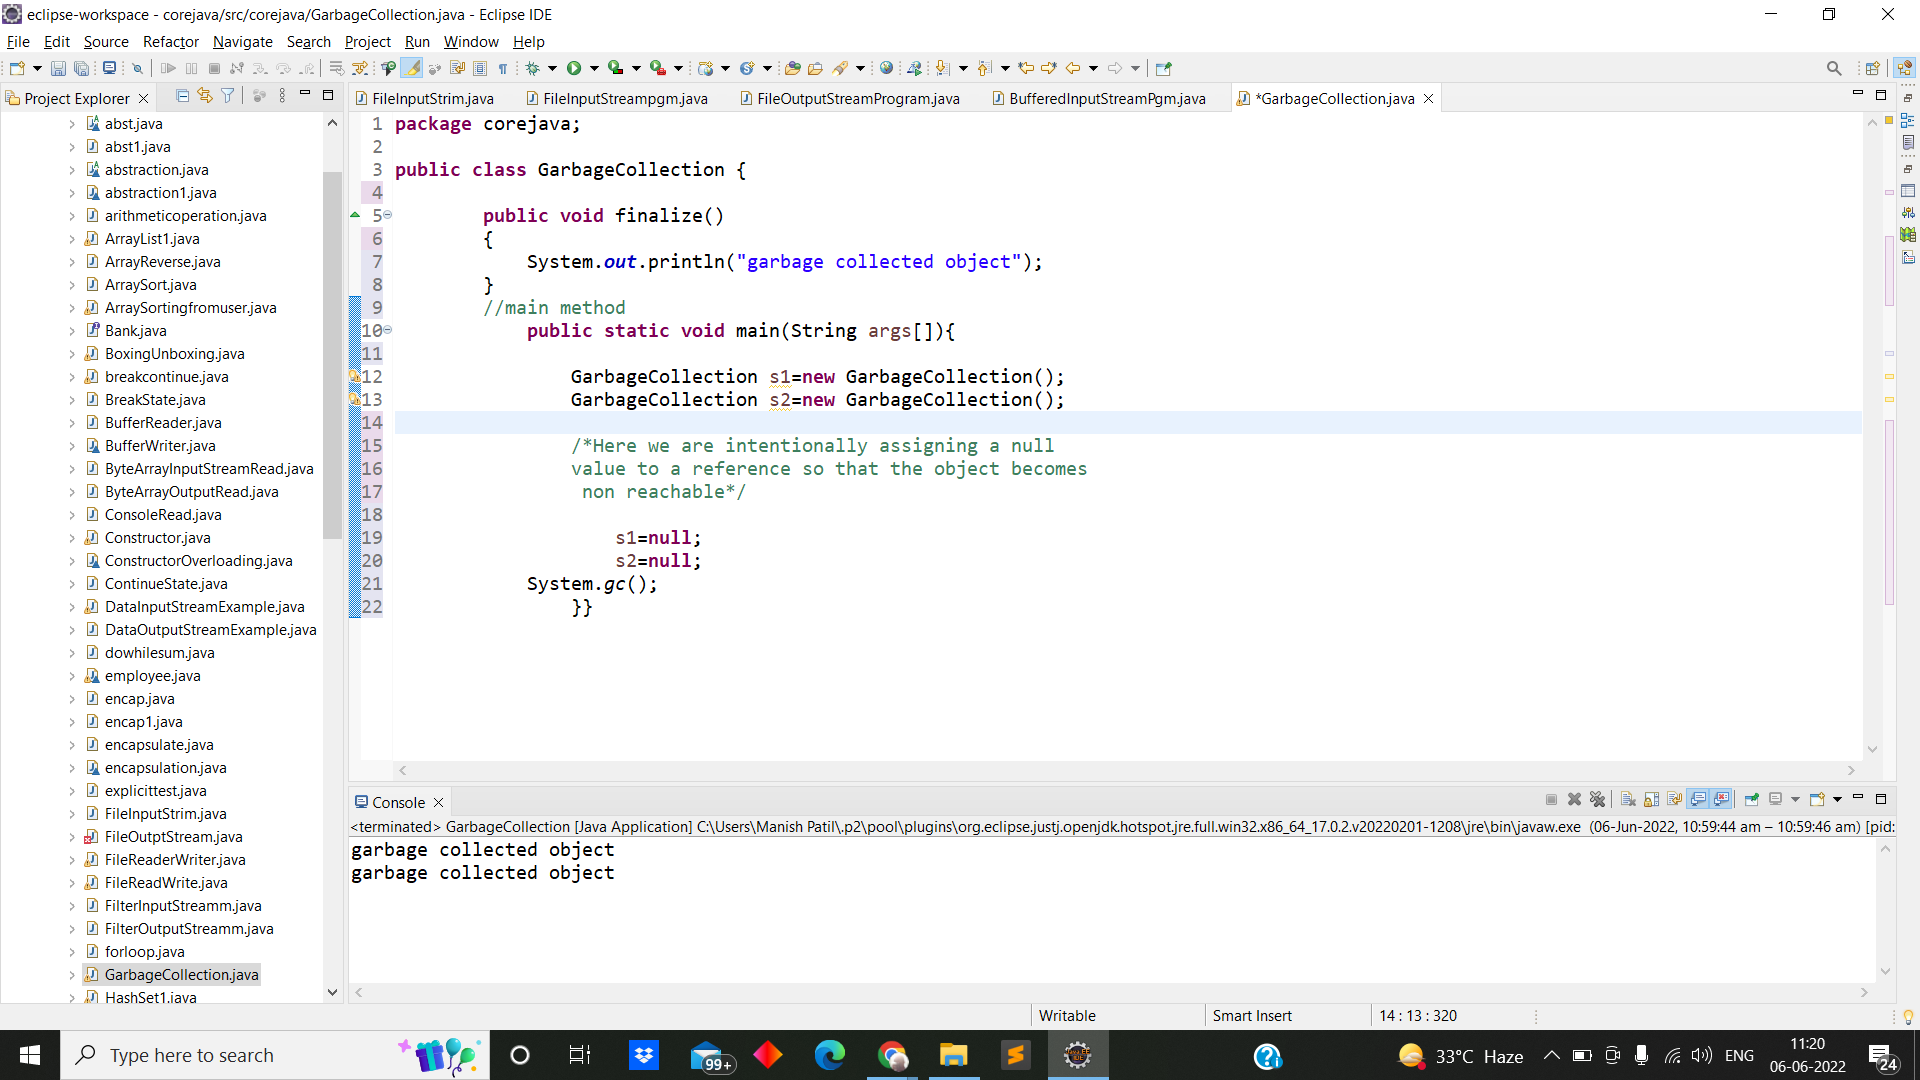 eclipse-workspace - corejava/src/corejava/GarbageCollection.java - Eclipse IDE
File Edit Source Refactor Navigate Search Project Run Window Help
Project Explorer
abst.java
abst1.java
abstraction.java
abstraction1.java
arithmeticoperation.java
ArrayList1.java
ArrayReverse.java
ArraySort.java
ArraySortingfromuser.java
Bank.java
BoxingUnboxing.java
breakcontinue.java
BreakState.java
BufferReader.java
BufferWriter.java
ByteArrayInputStreamRead.java
ByteArrayOutputRead.java
ConsoleRead.java
Constructor.java
ConstructorOverloading.java
ContinueState.java
DataInputStreamExample.java
DataOutputStreamExample.java
dowhilesum.java
employee.java
encap.java
encap1.java
encapsulate.java
encapsulation.java
explicittest.java
FileInputStrim.java
FileOutptStream.java
FileReaderWriter.java
FileReadWrite.java
FilterInputStreamm.java
FilterOutputStreamm.java
forloop.java
GarbageCollection.java
HashSet1.java
FileInputStrim.java FileInputStreampgm.java FileOutputStreamProgram.java BufferedInputStreamPgm.java *GarbageCollection.java
1 package corejava;
2
3 public class GarbageCollection {
4
5 public void finalize()
6 {
7 System.out.println("garbage collected object");
8 }
9 //main method
10 public static void main(String args[]){
11
12 GarbageCollection s1=new GarbageCollection();
13 GarbageCollection s2=new GarbageCollection();
14
15 /*Here we are intentionally assigning a null
16 value to a reference so that the object becomes
17 non reachable*/
18
19 s1=null;
20 s2=null;
21 System.gc();
22 }}
Console
<terminated> GarbageCollection [Java Application] C:\Users\Manish Patil\.p2\pool\plugins\org.eclipse.justj.openjdk.hotspot.jre.full.win32.x86_64_17.0.2.v20220201-1208\jre\bin\javaw.exe (06-Jun-2022, 10:59:44 am – 10:59:46 am) [pid:
garbage collected object
garbage collected object
Writable Smart Insert 14 : 13 : 320
Type here to search
99+
33°C Haze
ENG
11:20
06-06-2022
24